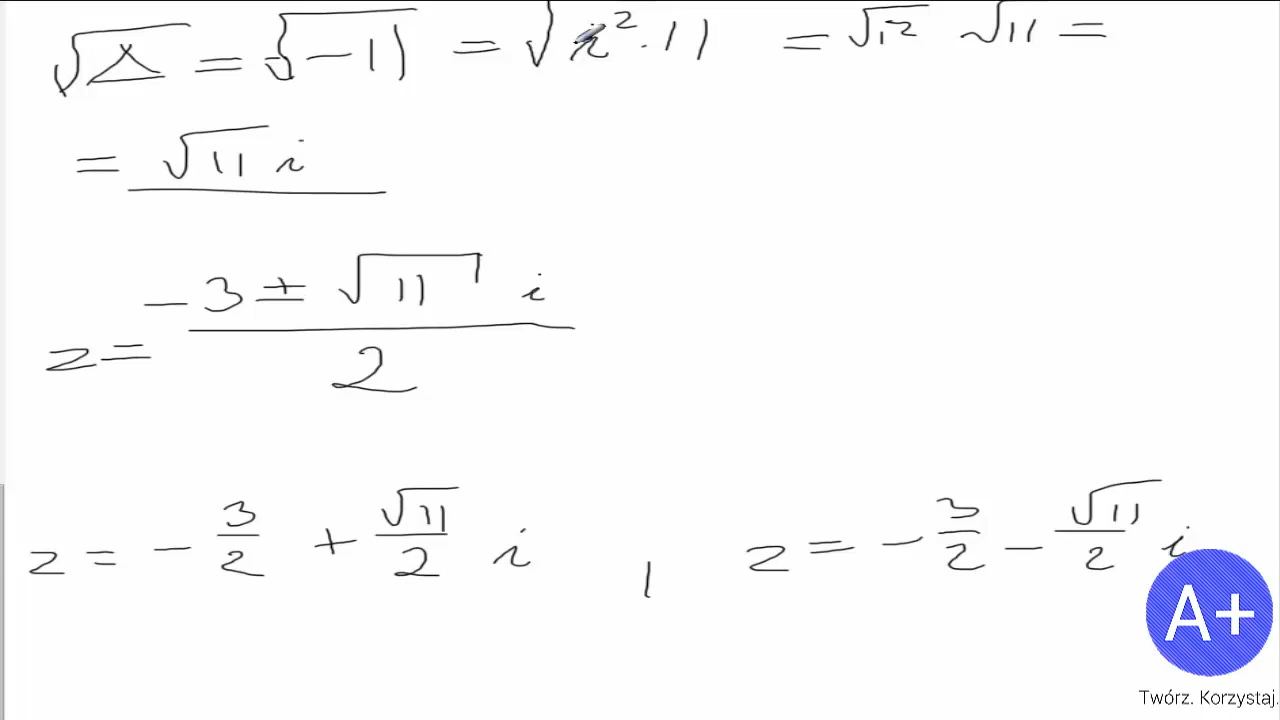 √Δ = √-11 = √i² · 11 = √i² √11 =
= √11 i
z = (-3 ± √11 i) / 2
z = - 3/2 + √11/2 i , z = - 3/2 - √11/2 i
A+
Twórz. Korzystaj.